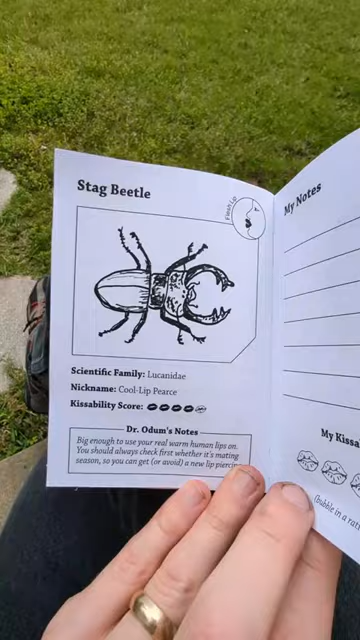 Stag Beetle
Scientific Family: Lucanidae
Nickname: Cool-Lip Pearce
Kissability Score:
Dr. Odum's Notes
Big enough to use your real warm human lips on.
You should always check first whether it's mating
season, so you can get (or avoid) a new lip piercing
My Notes
My Kissa
(bubble in a rati